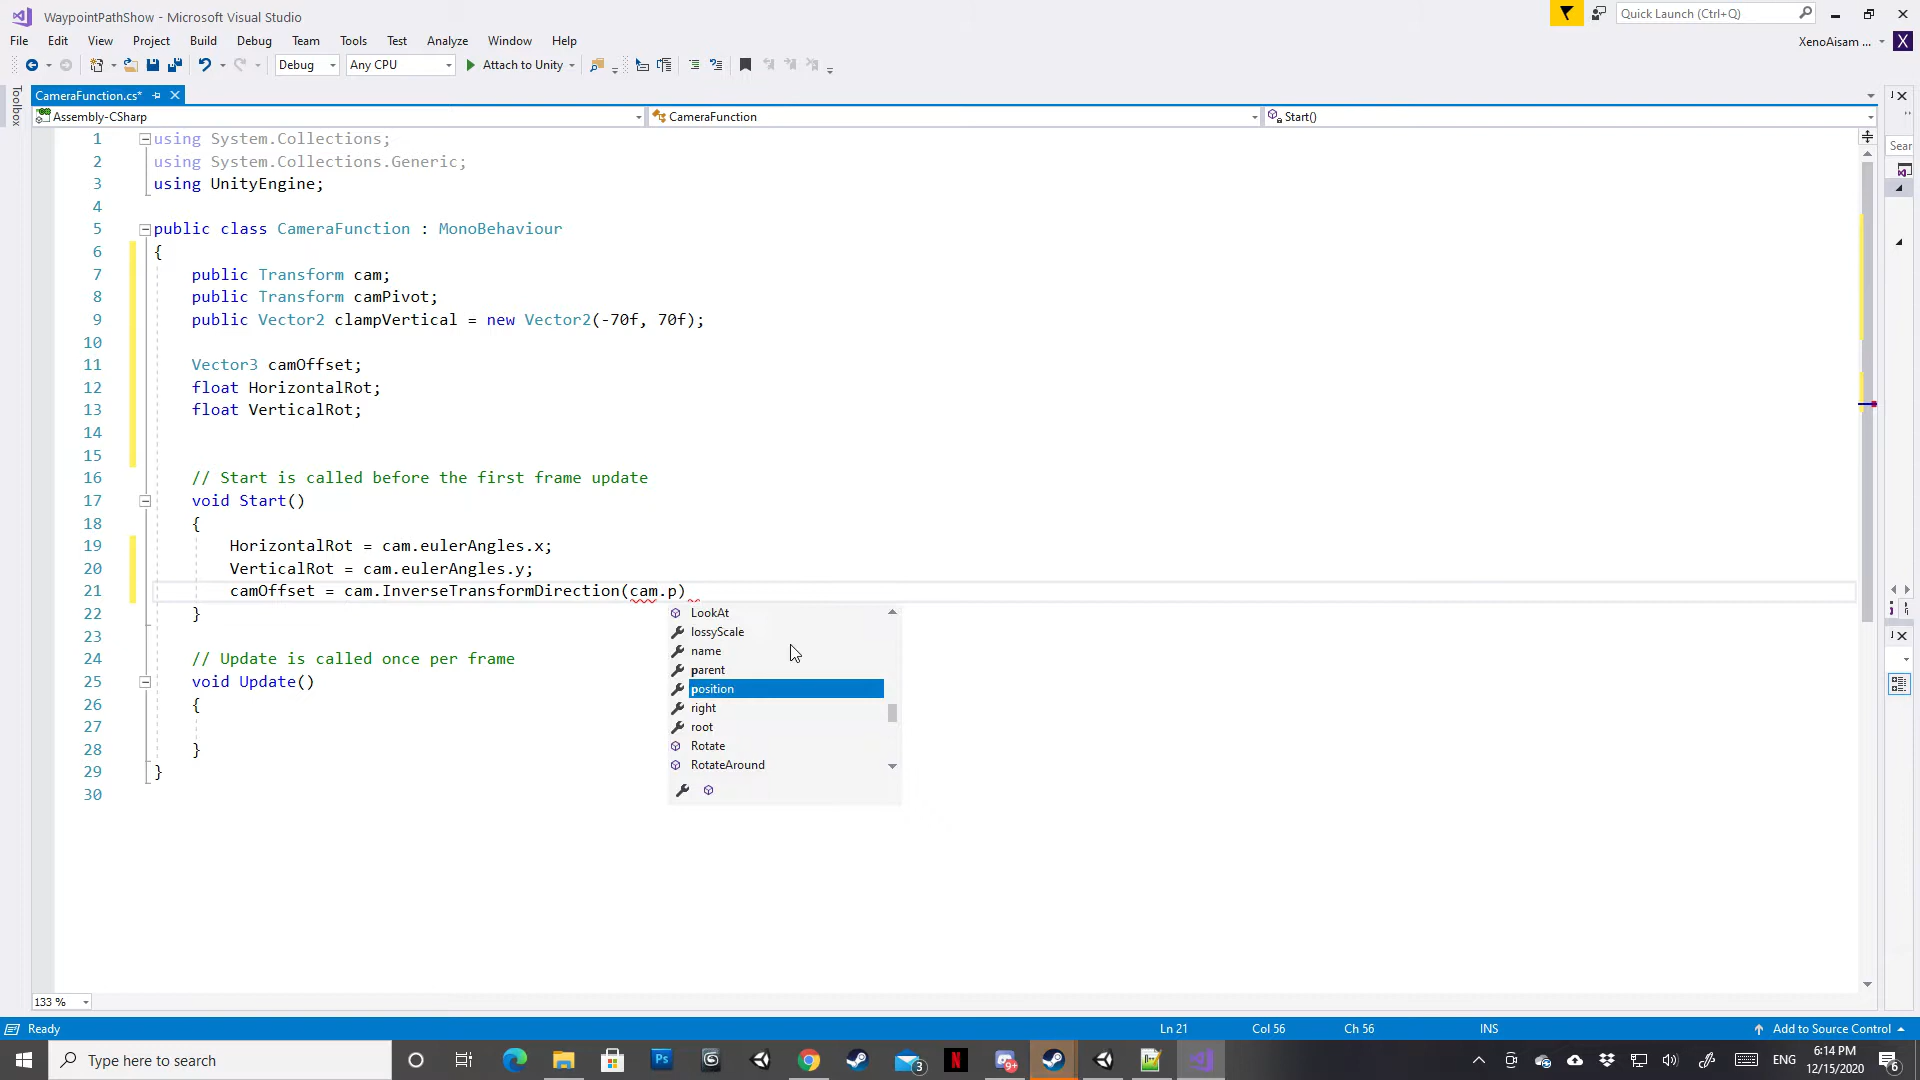 WaypointPathShow - Microsoft Visual Studio
Quick Launch (Ctrl+Q)
File Edit View Project Build Debug Team Tools Test Analyze Window Help
XenoAisam ... X
Debug Any CPU Attach to Unity
Toolbox
CameraFunction.cs*
Assembly-CSharp CameraFunction Start()
1 using System.Collections;
2 using System.Collections.Generic;
3 using UnityEngine;
4
5 public class CameraFunction : MonoBehaviour
6 {
7 public Transform cam;
8 public Transform camPivot;
9 public Vector2 clampVertical = new Vector2(-70f, 70f);
10
11 Vector3 camOffset;
12 float HorizontalRot;
13 float VerticalRot;
14
15
16 // Start is called before the first frame update
17 void Start()
18 {
19 HorizontalRot = cam.eulerAngles.x;
20 VerticalRot = cam.eulerAngles.y;
21 camOffset = cam.InverseTransformDirection(cam.p)
22 }
23
24 // Update is called once per frame
25 void Update()
26 {
27
28 }
29 }
30
LookAt
lossyScale
name
parent
position
right
root
Rotate
RotateAround
Sear
133 %
Ready Ln 21 Col 56 Ch 56 INS Add to Source Control
Type here to search
Ps
3
9+
ENG
6:14 PM
12/15/2020
6